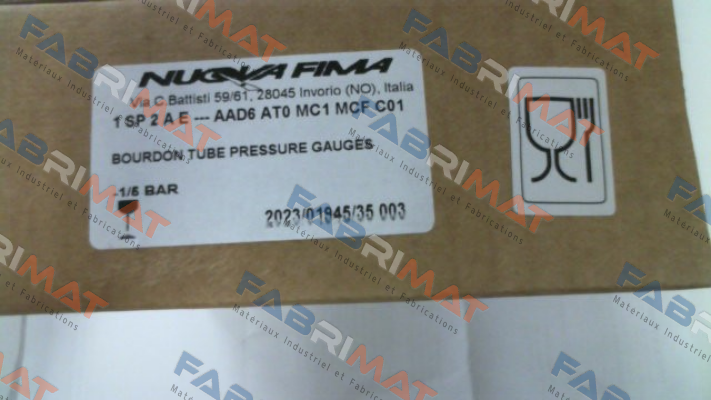 NUOVA FIMA
Via C.Battisti 59/61, 28045 Invorio (NO), Italia
1 SP 2 A E --- AAD6 AT0 MC1 MCF C01
BOURDON TUBE PRESSURE GAUGES
-1/5 BAR
2023/01945/35 003
FABRIMAT
Materiaux Industriel et Fabrications